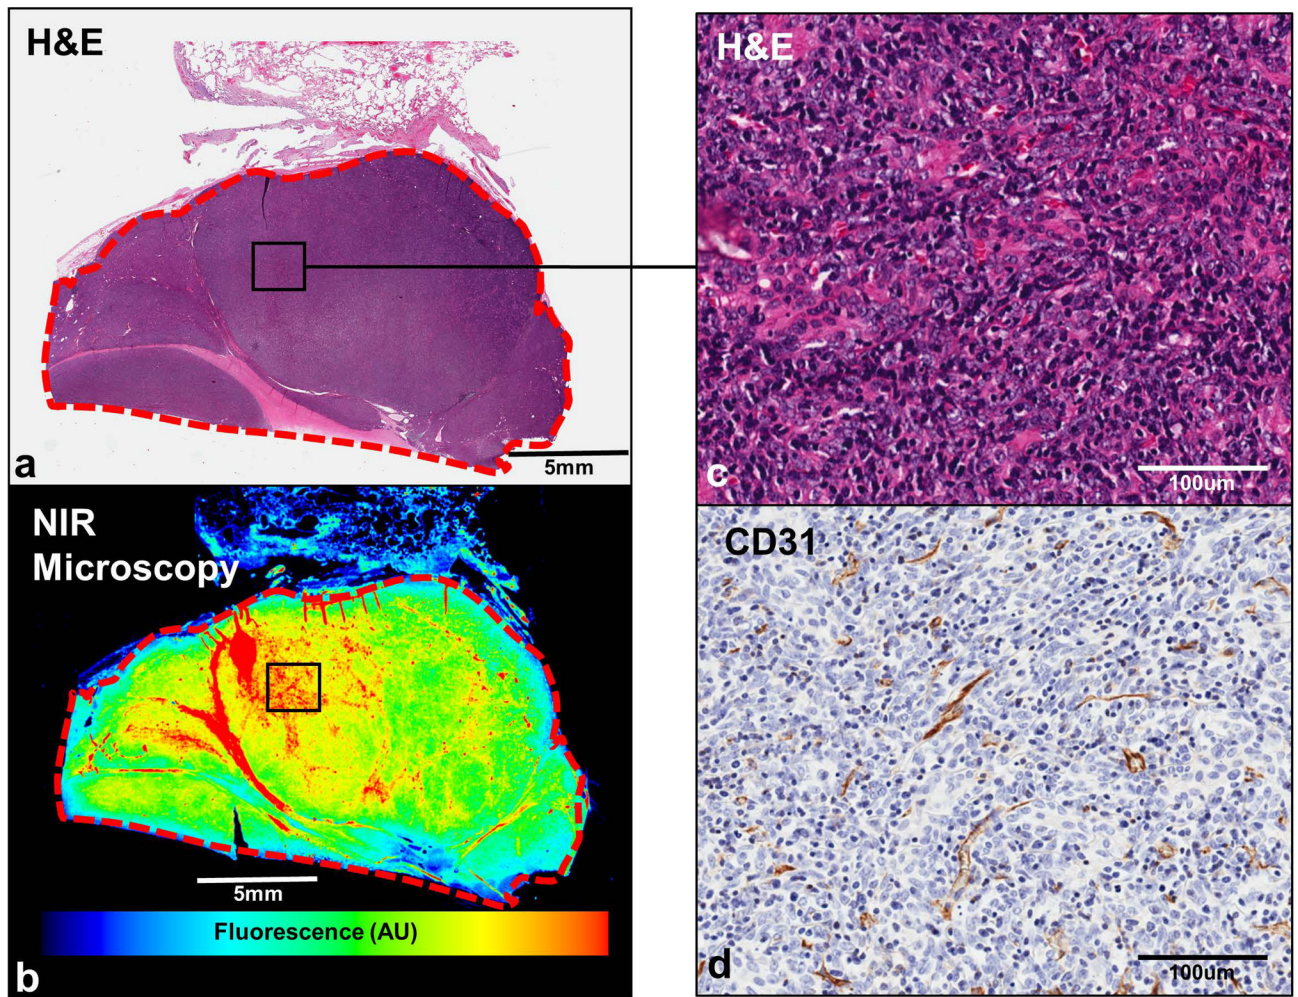 H&E
a
5mm
NIR
Microscopy
5mm
Fluorescence (AU)
b
H&E
c
100um
CD31
d
100um